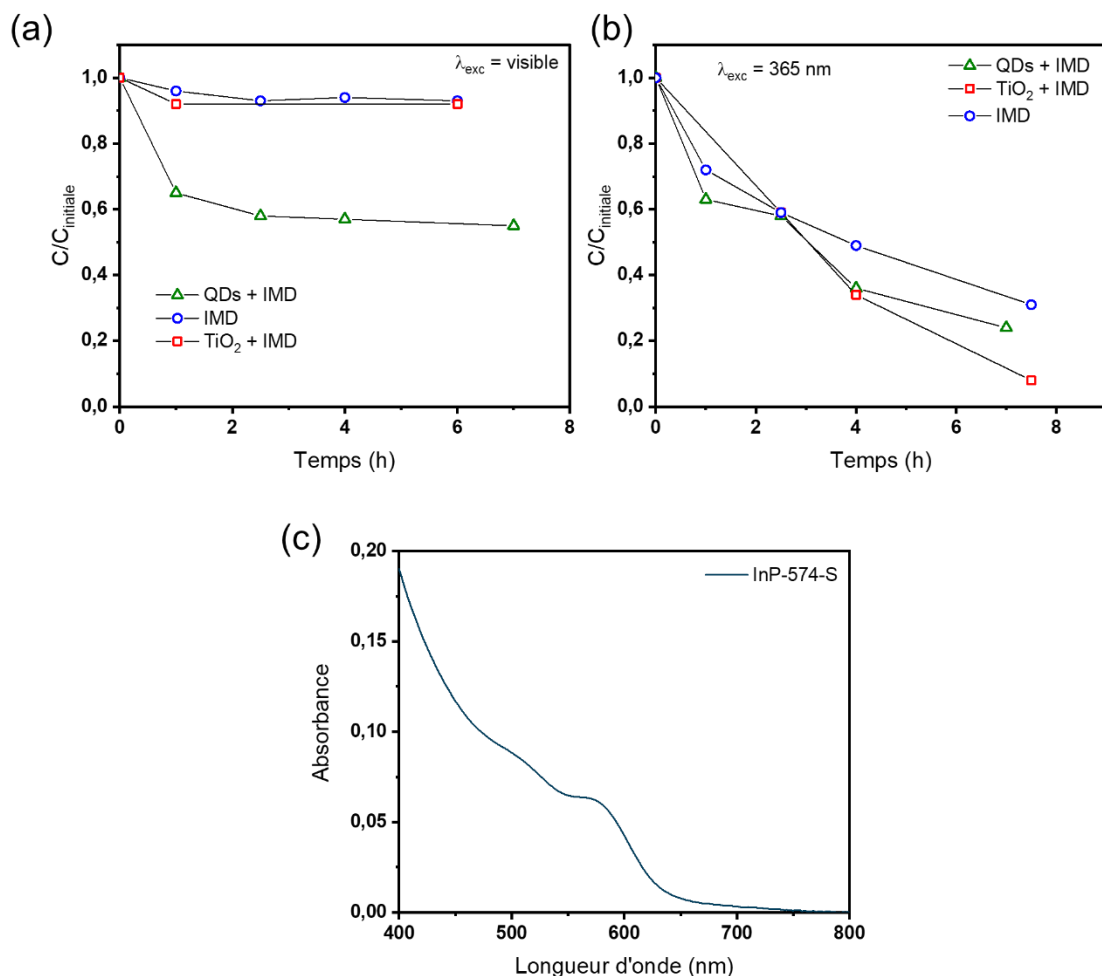 (a)
λexc = visible
1,0
0,8
0,6
0,4
0,2
0,0
C/Cinitiale
QDs + IMD
IMD
TiO2 + IMD
0 2 4 6 8
Temps (h)
(b)
λexc = 365 nm
QDs + IMD
TiO2 + IMD
IMD
1,0
0,8
0,6
0,4
0,2
0,0
C/Cinitiale
0 2 4 6 8
Temps (h)
(c)
InP-574-S
0,20
0,15
0,10
0,05
0,00
Absorbance
400 500 600 700 800
Longueur d'onde (nm)